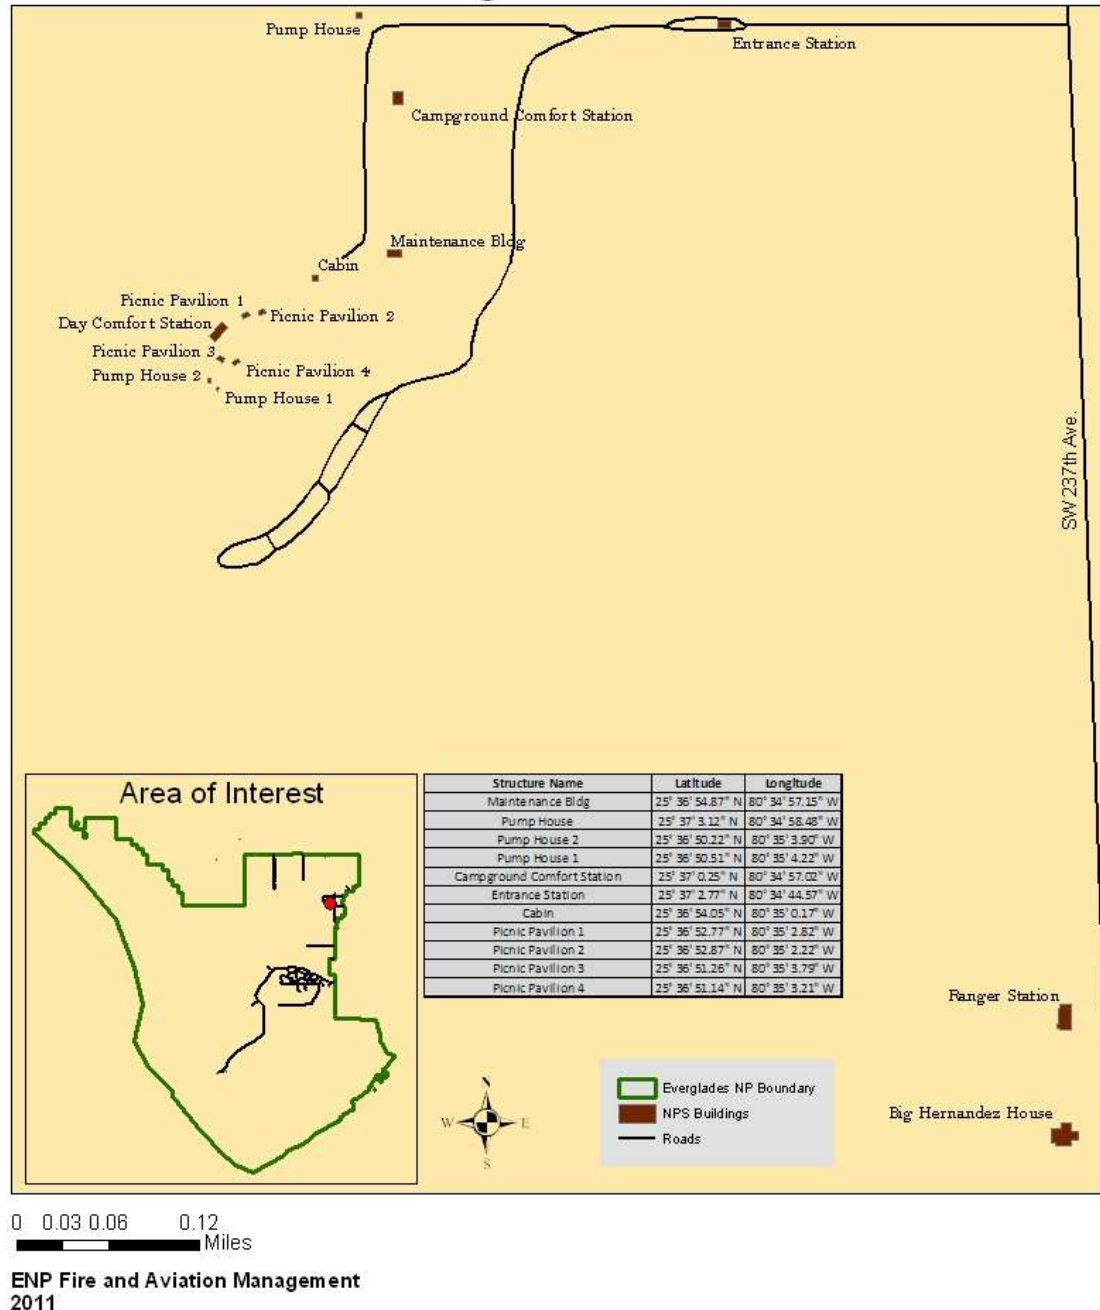 Pump House
Entrance Station
Campground Comfort Station
Maintenance Bldg
Cabin
Picnic Pavilion 1
Picnic Pavilion 2
Day Comfort Station
Picnic Pavilion 3
Picnic Pavilion 4
Pump House 2
Pump House 1
SW 237th Ave.
Area of Interest
Structure Name Latitude Longitude
Maintenance Bldg 25° 36' 54.87" N 80° 34' 57.15" W
Pump House 25° 37' 3.12" N 80° 34' 58.48" W
Pump House 2 25° 36' 50.22" N 80° 35' 3.90" W
Pump House 1 25° 36' 50.51" N 80° 35' 4.22" W
Campground Comfort Station 25° 37' 0.25" N 80° 34' 57.02" W
Entrance Station 25° 37' 2.77" N 80° 34' 44.57" W
Cabin 25° 36' 54.05" N 80° 35' 0.17" W
Picnic Pavilion 1 25° 36' 52.77" N 80° 35' 2.82" W
Picnic Pavilion 2 25° 36' 52.87" N 80° 35' 2.22" W
Picnic Pavilion 3 25° 36' 51.26" N 80° 35' 3.79" W
Picnic Pavilion 4 25° 36' 51.14" N 80° 35' 3.21" W
Ranger Station
Big Hernandez House
N
W E
S
Everglades NP Boundary
NPS Buildings
Roads
0 0.03 0.06 0.12
Miles
ENP Fire and Aviation Management
2011